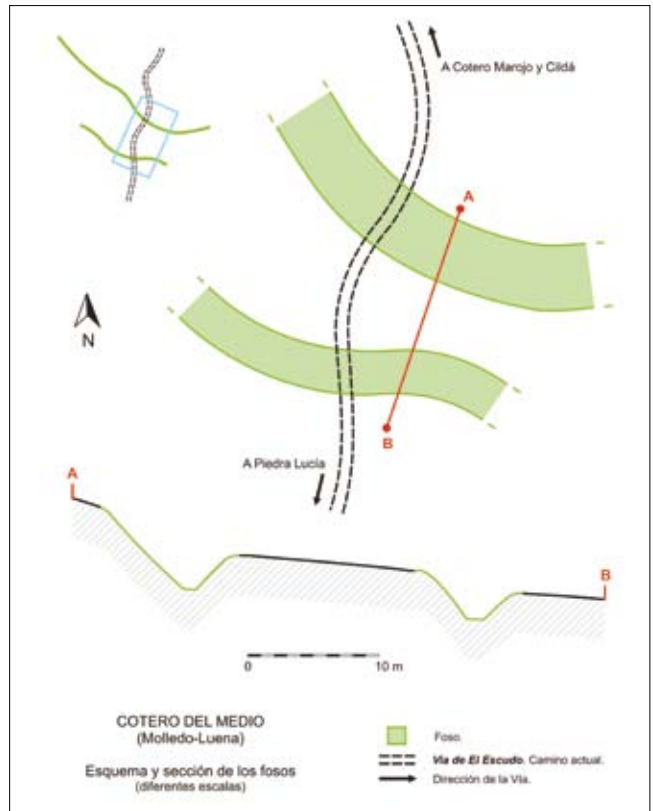 A Cotero Marojo y Cildá
A
N
B
A Piedra Lucía
A
B
0 10 m
COTERO DEL MEDIO
(Molledo-Luena)
Esquema y sección de los fosos
(diferentes escalas)
Foso.
Vía de El Escudo. Camino actual.
Dirección de la Vía.